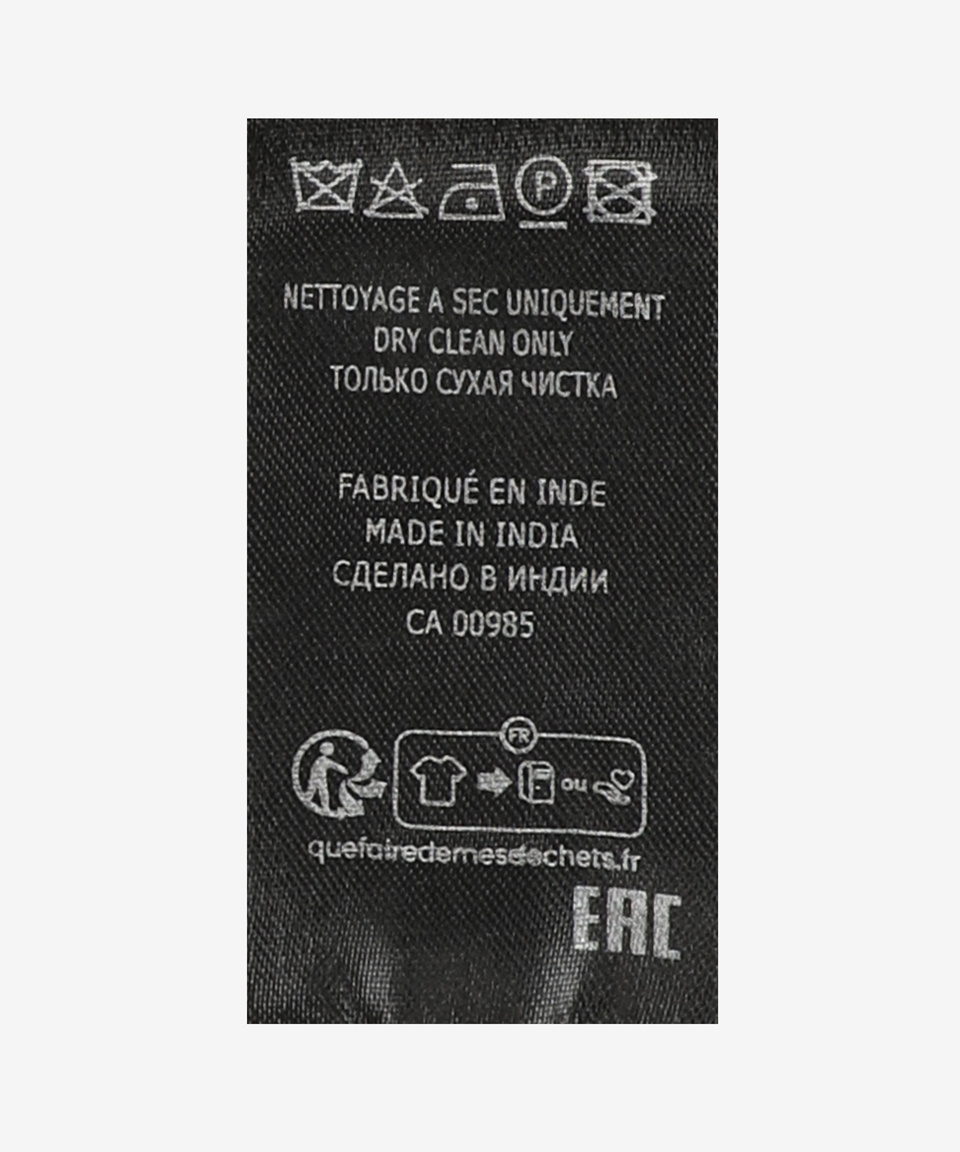 P
NETTOYAGE A SEC UNIQUEMENT
DRY CLEAN ONLY
ТОЛЬКО СУХАЯ ЧИСТКА
FABRIQUÉ EN INDE
MADE IN INDIA
СДЕЛАНО В ИНДИИ
CA 00985
FR
ou
quefairedemesdechets.fr
EAC